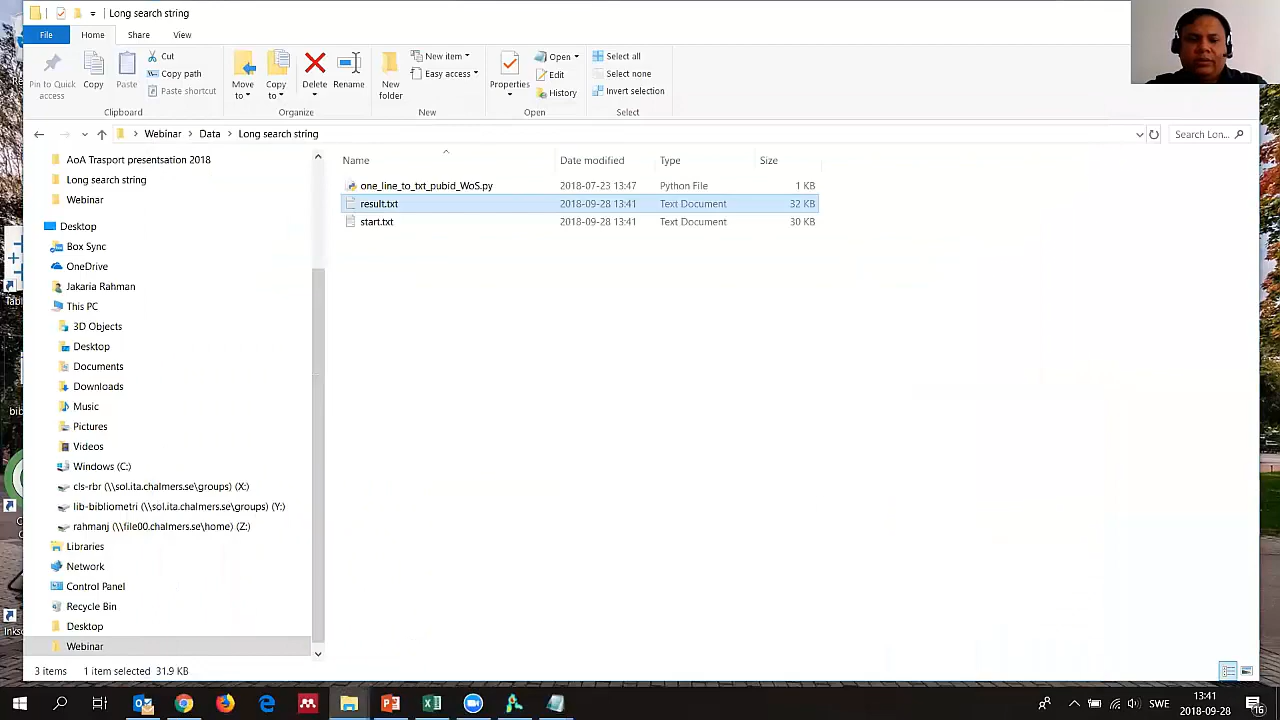 Long search string
File Home Share View
Pin to Quick access
Copy
Paste
Cut
Copy path
Paste shortcut
Clipboard
Move to
Copy to
Delete
Rename
Organize
New folder
New item
Easy access
New
Properties
Open
Edit
History
Open
Select all
Select none
Invert selection
Select
Webinar > Data > Long search string
Search Lon...
AoA Trasport presentsation 2018
Long search string
Webinar
Desktop
Box Sync
OneDrive
Jakaria Rahman
This PC
3D Objects
Desktop
Documents
Downloads
Music
Pictures
Videos
Windows (C:)
cls-rbr (\\sol.ita.chalmers.se\groups) (X:)
lib-bibliometri (\\sol.ita.chalmers.se\groups) (Y:)
rahmanj (\\file00.chalmers.se\home) (Z:)
Libraries
Network
Control Panel
Recycle Bin
Desktop
Webinar
Name Date modified Type Size
one_line_to_txt_pubid_WoS.py 2018-07-23 13:47 Python File 1 KB
result.txt 2018-09-28 13:41 Text Document 32 KB
start.txt 2018-09-28 13:41 Text Document 30 KB
3 items 1 item selected 31.9 KB
SWE
13:41
2018-09-28
16